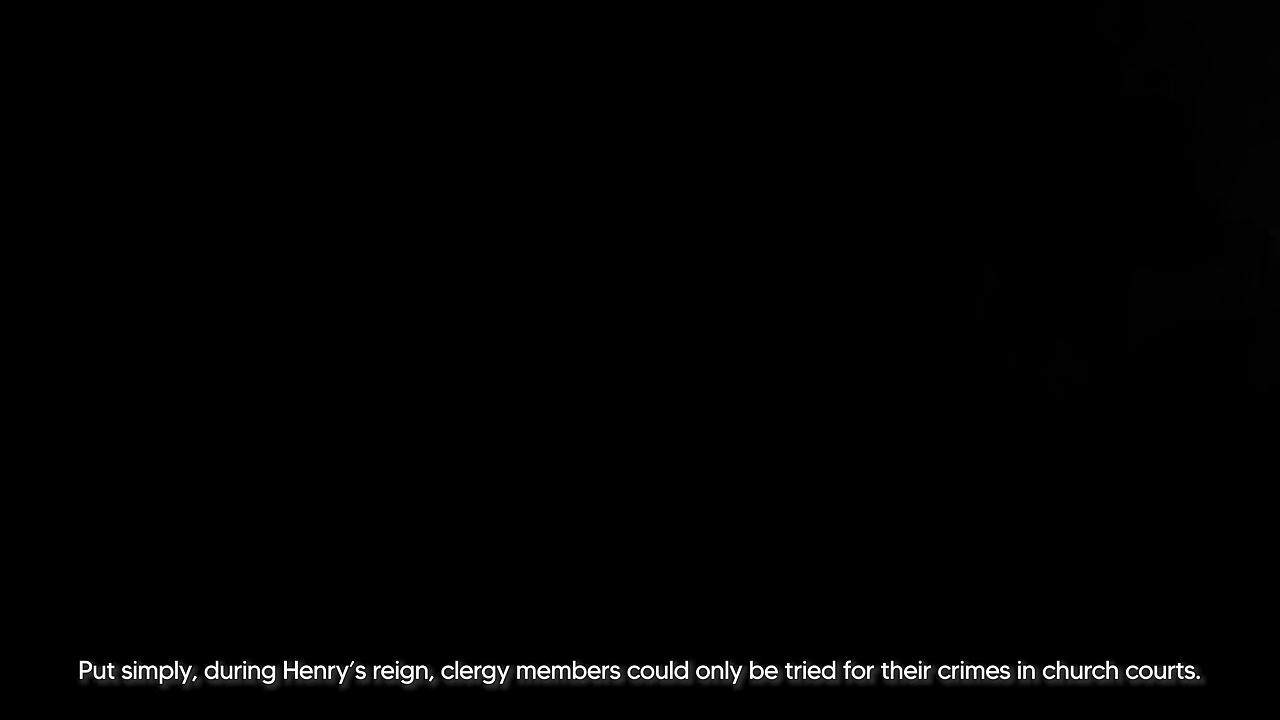 Put simply, during Henry’s reign, clergy members could only be tried for their crimes in church courts.